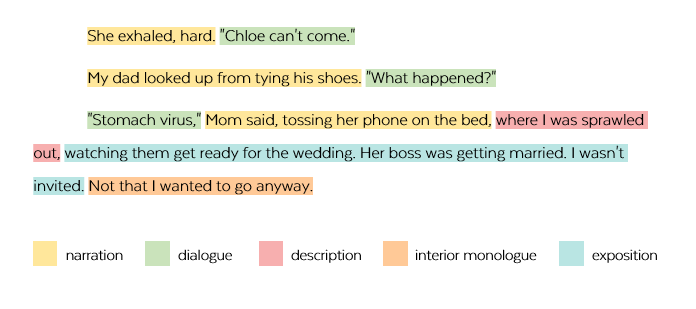 She exhaled, hard. "Chloe can't come."
My dad looked up from tying his shoes. "What happened?"
"Stomach virus," Mom said, tossing her phone on the bed, where I was sprawled
out, watching them get ready for the wedding. Her boss was getting married. I wasn't
invited. Not that I wanted to go anyway.
narration dialogue description interior monologue exposition